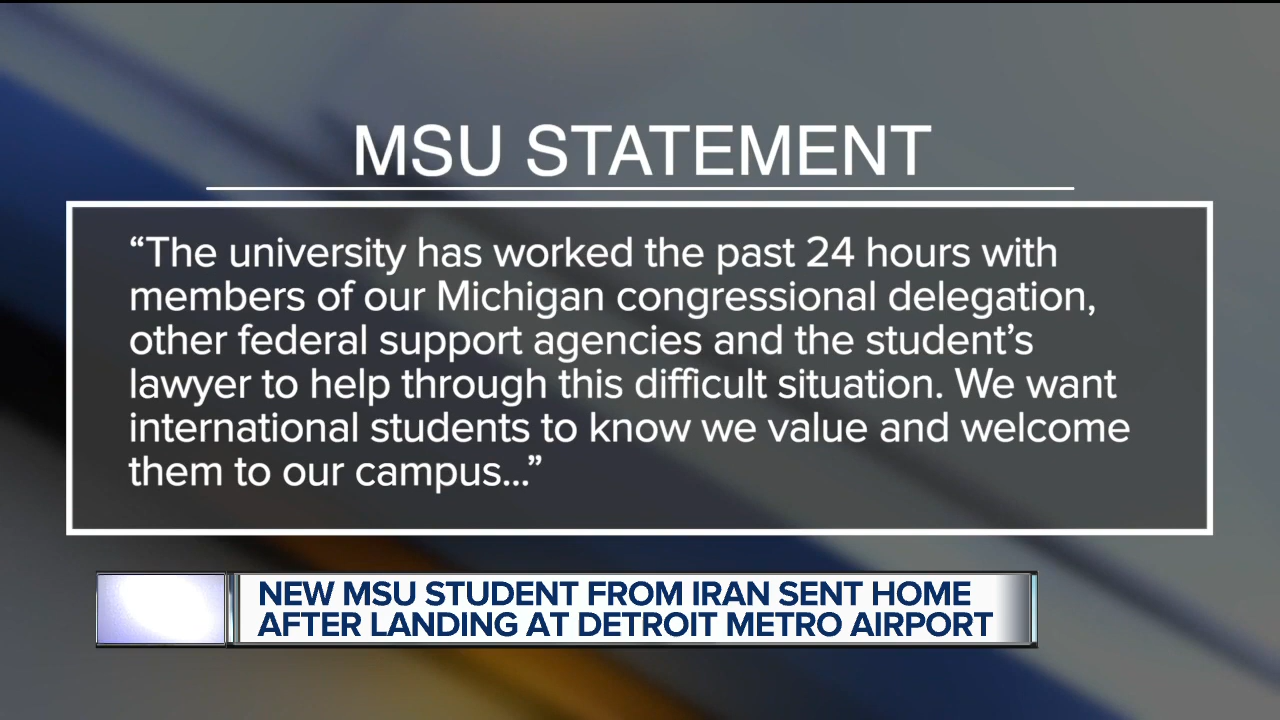 MSU STATEMENT
“The university has worked the past 24 hours with
members of our Michigan congressional delegation,
other federal support agencies and the student’s
lawyer to help through this difficult situation. We want
international students to know we value and welcome
them to our campus...”
NEW MSU STUDENT FROM IRAN SENT HOME
AFTER LANDING AT DETROIT METRO AIRPORT